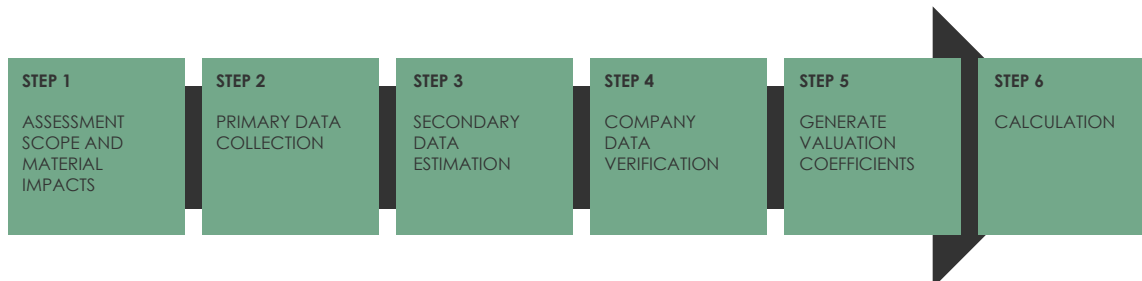 STEP 1
ASSESSMENT
SCOPE AND
MATERIAL
IMPACTS
STEP 2
PRIMARY DATA
COLLECTION
STEP 3
SECONDARY
DATA
ESTIMATION
STEP 4
COMPANY
DATA
VERIFICATION
STEP 5
GENERATE
VALUATION
COEFFICIENTS
STEP 6
CALCULATION